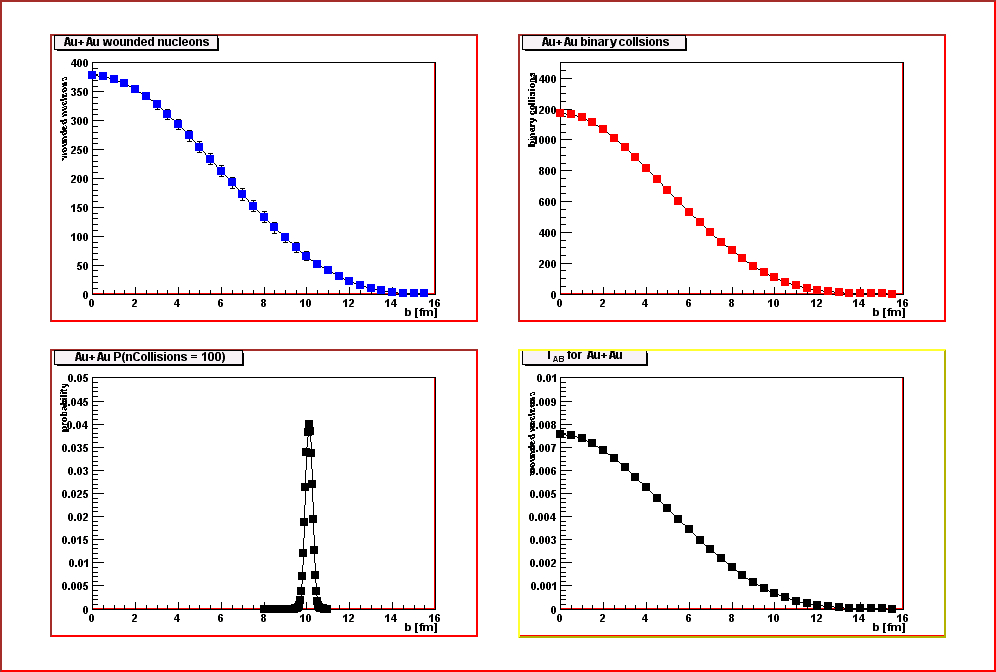 Au+Au wounded nucleons
wounded nucleons
400
350
300
250
200
150
100
50
0
0 2 4 6 8 10 12 14 16
b [fm]
Au+Au binary collsions
binary collisions
1400
1200
1000
800
600
400
200
0
0 2 4 6 8 10 12 14 16
b [fm]
Au+Au P(nCollisions = 100)
probability
0.05
0.045
0.04
0.035
0.03
0.025
0.02
0.015
0.01
0.005
0
0 2 4 6 8 10 12 14 16
b [fm]
TAB for Au+Au
wounded nucleons
0.01
0.009
0.008
0.007
0.006
0.005
0.004
0.003
0.002
0.001
0
0 2 4 6 8 10 12 14 16
b [fm]